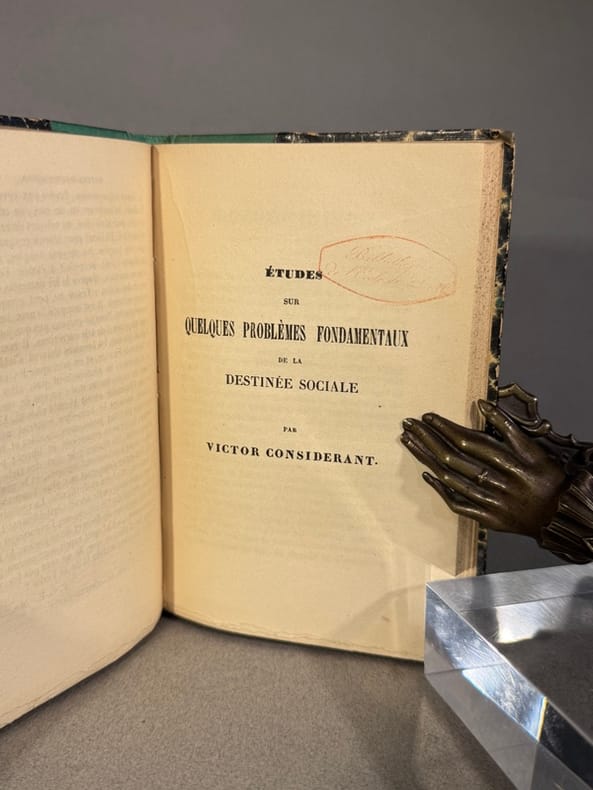 ÉTUDES
SUR
QUELQUES PROBLÈMES FONDAMENTAUX
DE LA
DESTINÉE SOCIALE
PAR
VICTOR CONSIDERANT.